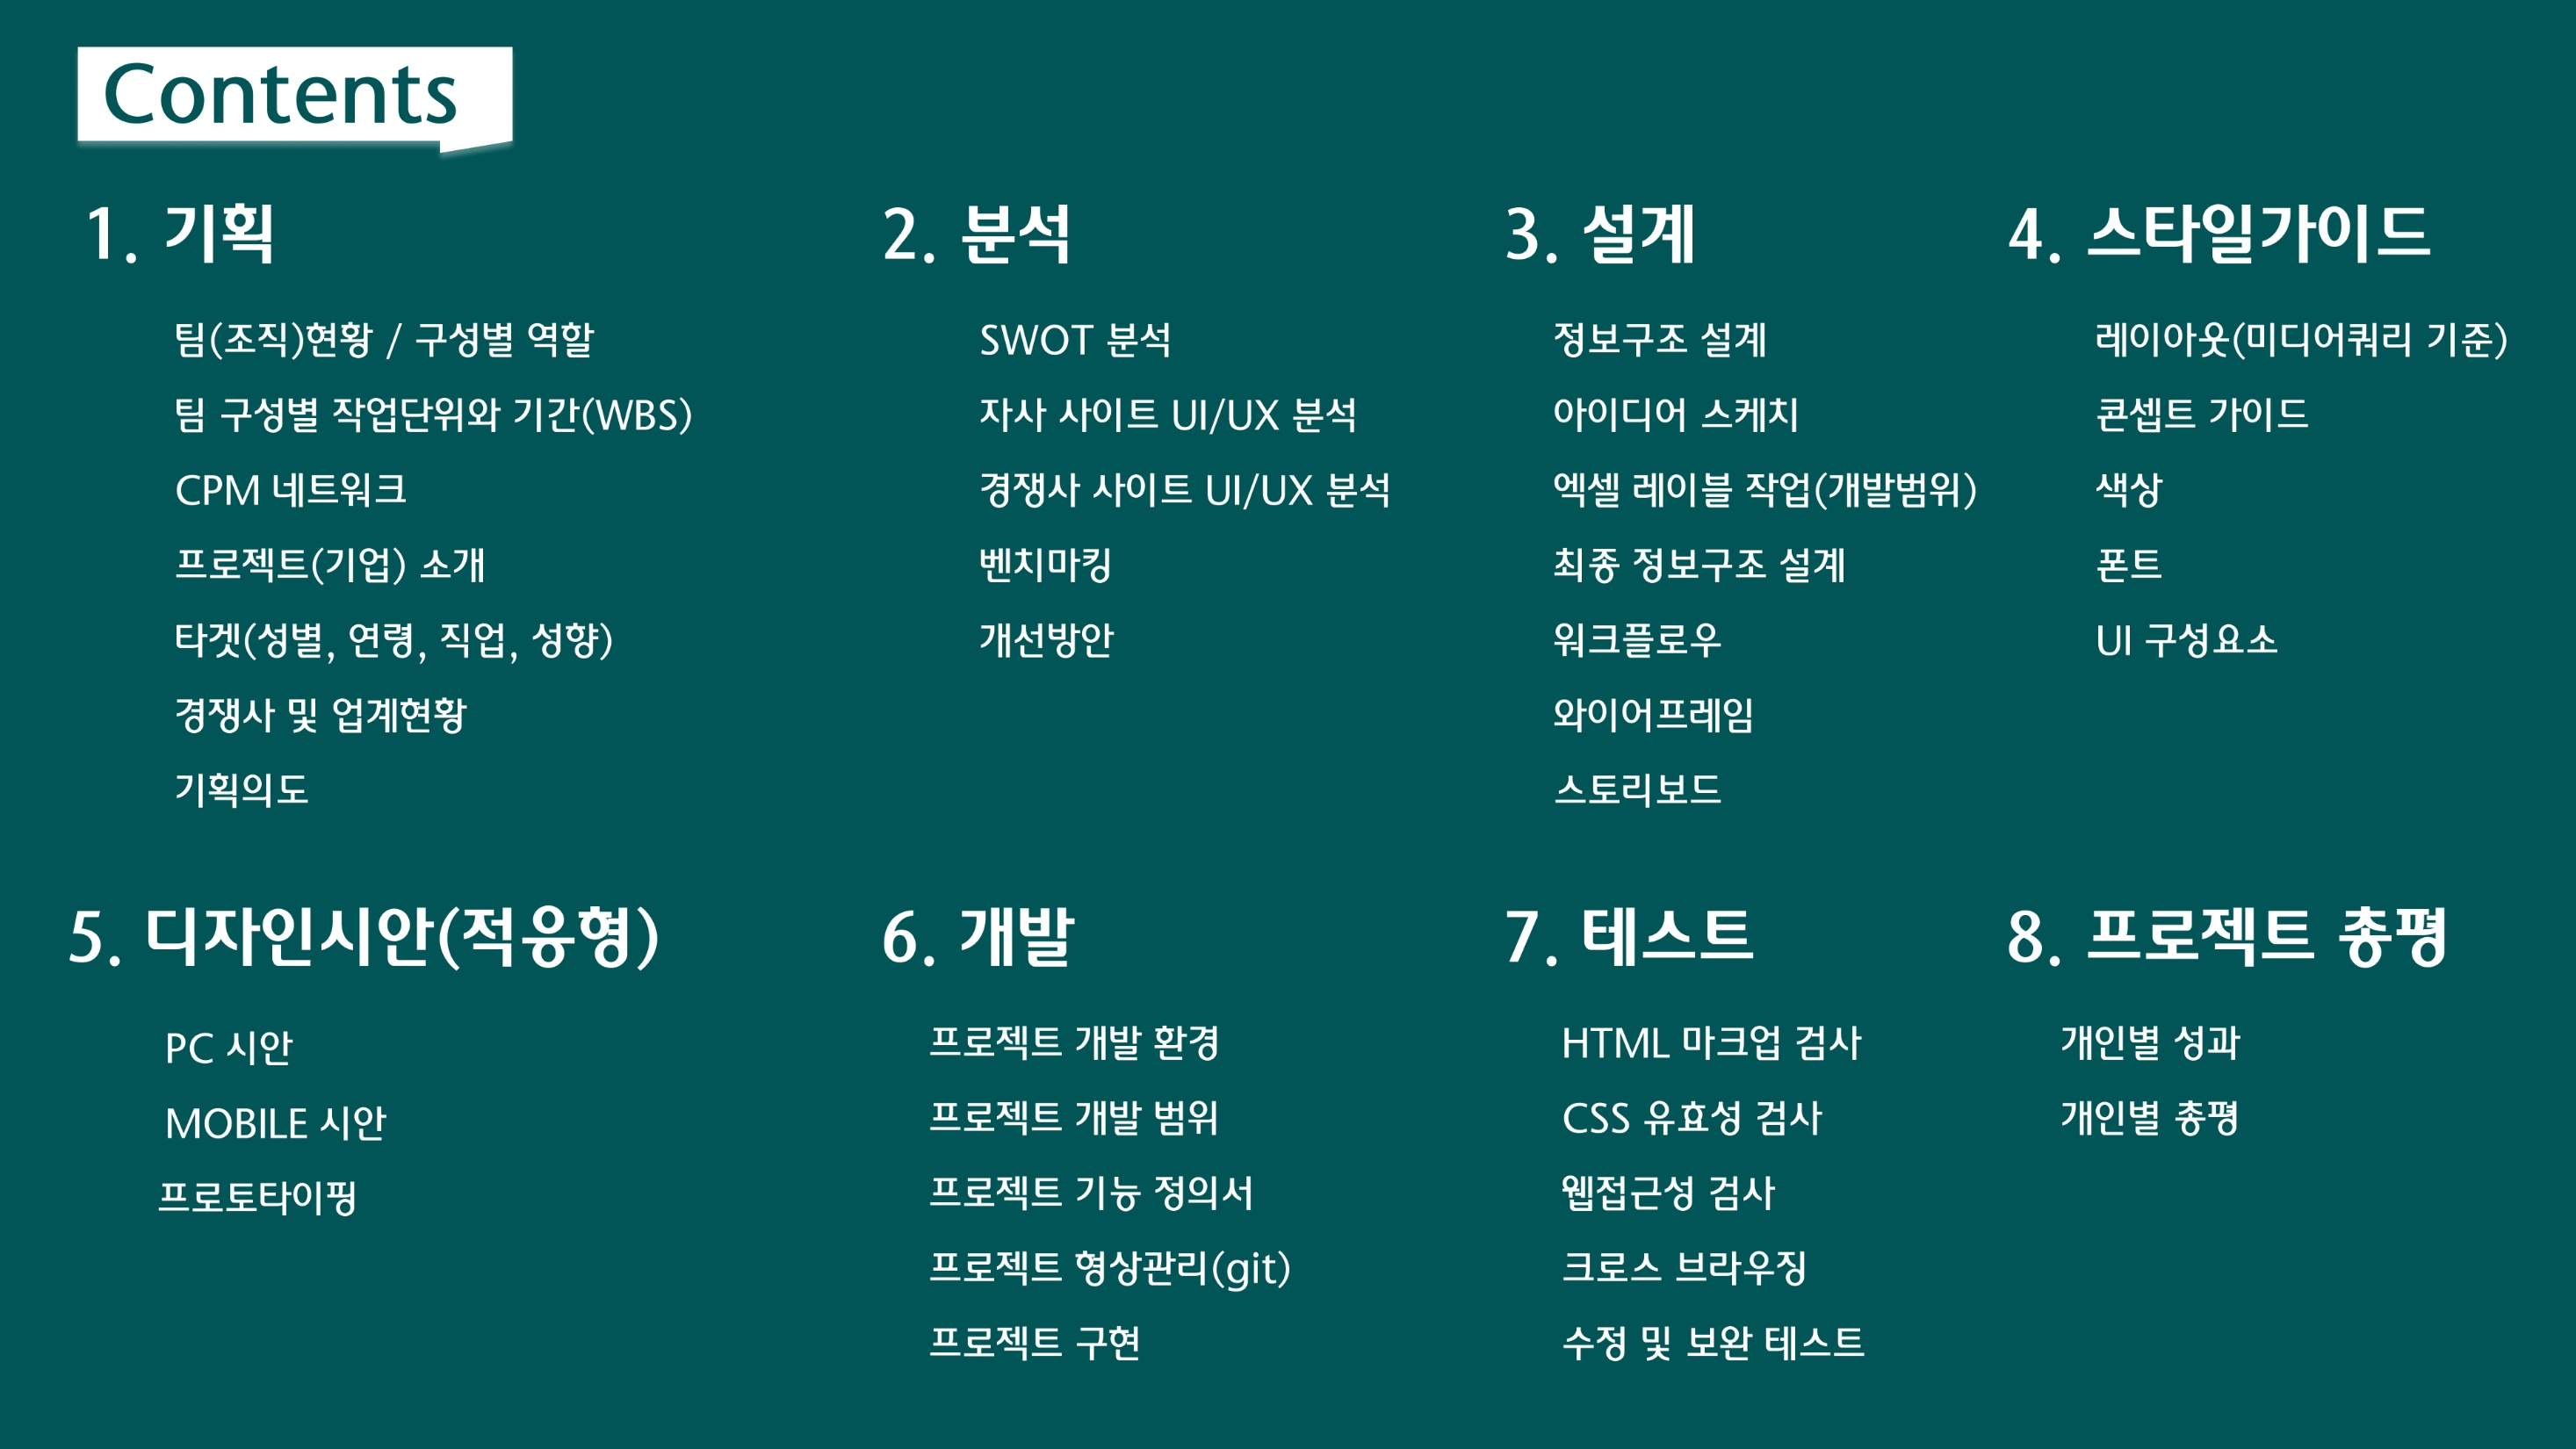 Contents
1. 기획
팀(조직)현황 / 구성별 역할
팀 구성별 작업단위와 기간(WBS)
CPM 네트워크
프로젝트(기업) 소개
타겟(성별, 연령, 직업, 성향)
경쟁사 및 업계현황
기획의도
2. 분석
SWOT 분석
자사 사이트 UI/UX 분석
경쟁사 사이트 UI/UX 분석
벤치마킹
개선방안
3. 설계
정보구조 설계
아이디어 스케치
엑셀 레이블 작업(개발범위)
최종 정보구조 설계
워크플로우
와이어프레임
스토리보드
4. 스타일가이드
레이아웃(미디어쿼리 기준)
콘셉트 가이드
색상
폰트
UI 구성요소
5. 디자인시안(적응형)
PC 시안
MOBILE 시안
프로토타이핑
6. 개발
프로젝트 개발 환경
프로젝트 개발 범위
프로젝트 기능 정의서
프로젝트 형상관리(git)
프로젝트 구현
7. 테스트
HTML 마크업 검사
CSS 유효성 검사
웹접근성 검사
크로스 브라우징
수정 및 보완 테스트
8. 프로젝트 총평
개인별 성과
개인별 총평